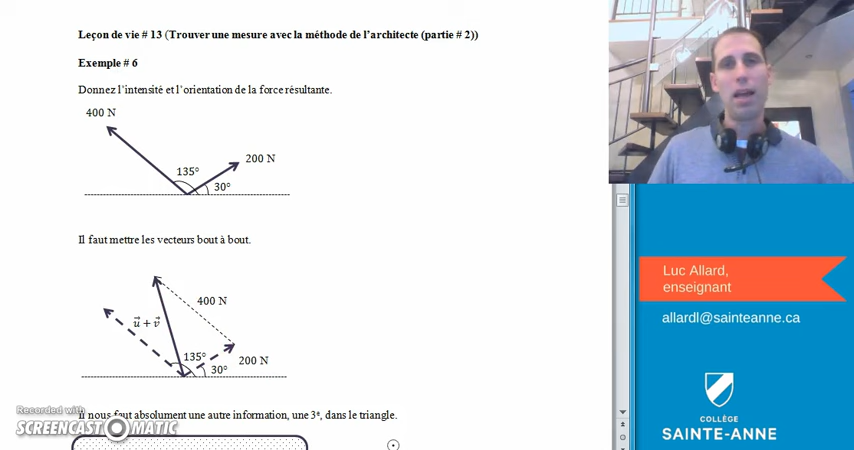 Leçon de vie # 13 (Trouver une mesure avec la méthode de l'architecte (partie # 2))
Exemple # 6
Donnez l'intensité et l'orientation de la force résultante.
400 N
200 N
135°
30°
Il faut mettre les vecteurs bout à bout.
400 N
u + v
135°
200 N
30°
Il nous faut absolument une autre information, une 3e, dans le triangle.
Recorded with
SCREENCAST MATIC
Luc Allard,
enseignant
allardl@sainteanne.ca
COLLÈGE
SAINTE-ANNE